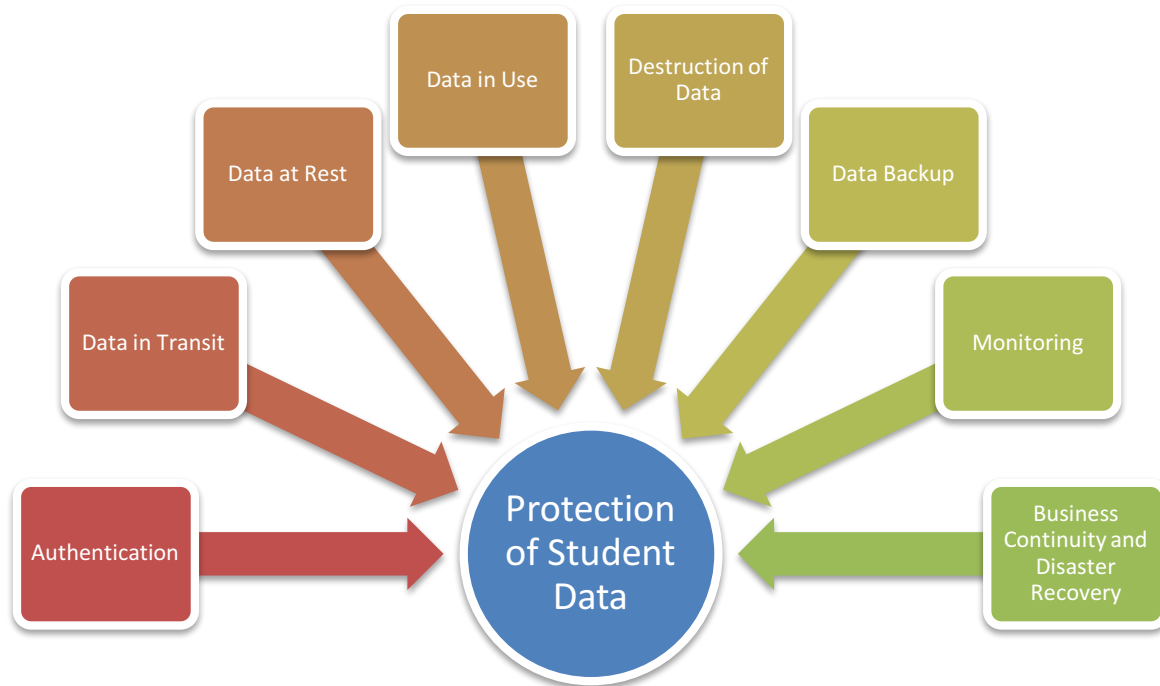 Data in Use
Destruction of
Data
Data at Rest
Data Backup
Data in Transit
Monitoring
Authentication
Protection
of Student
Data
Business
Continuity and
Disaster
Recovery